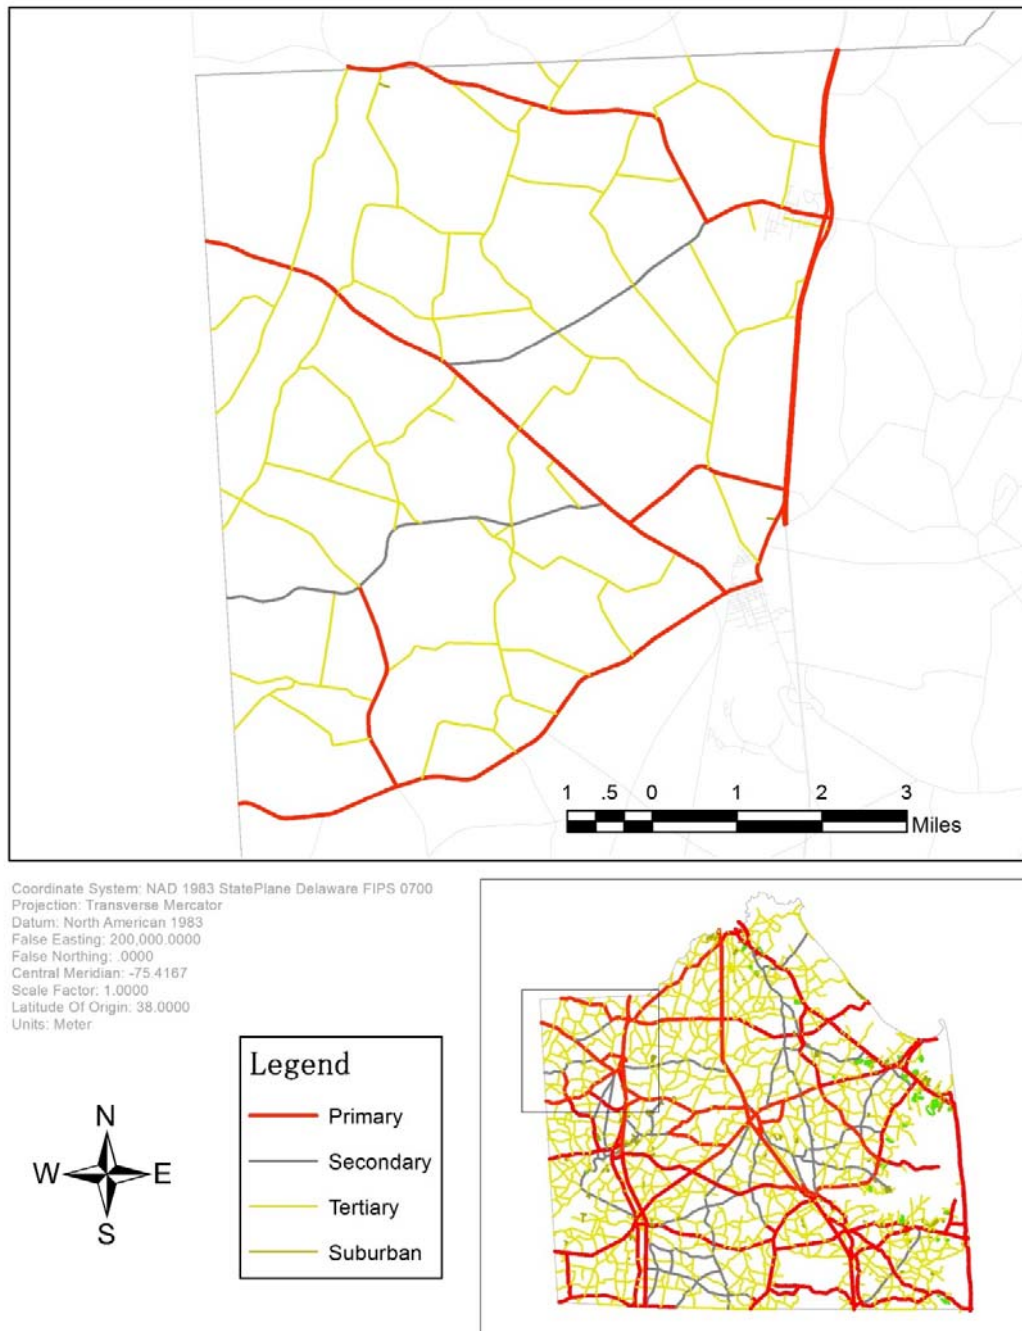 1 .5 0 1 2 3
Miles
Coordinate System: NAD 1983 StatePlane Delaware FIPS 0700
Projection: Transverse Mercator
Datum: North American 1983
False Easting: 200,000.0000
False Northing: .0000
Central Meridian: -75.4167
Scale Factor: 1.0000
Latitude Of Origin: 38.0000
Units: Meter
N
W E
S
Legend
Primary
Secondary
Tertiary
Suburban